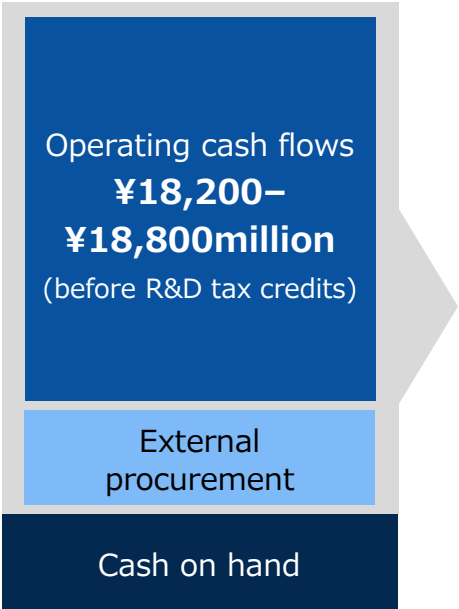 Operating cash flows
¥18,200–
¥18,800million
(before R&D tax credits)
External
procurement
Cash on hand